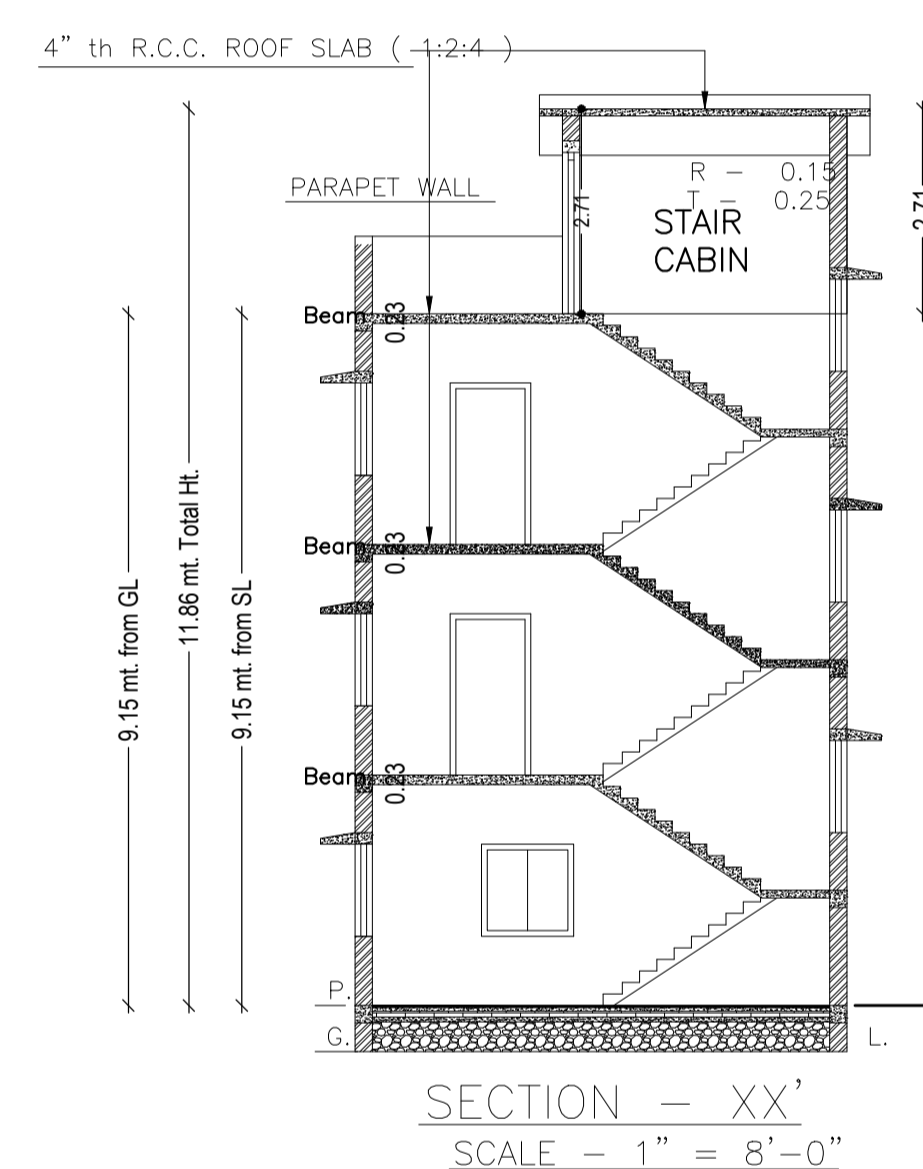 4” th R.C.C. ROOF SLAB ( 1:2:4 )
PARAPET WALL
R – 0.15
T – 0.25
STAIR
CABIN
2.71
2.71
Beam 0.23
Beam 0.23
Beam 0.23
9.15 mt. from GL
11.86 mt. Total Ht.
9.15 mt. from SL
P.
G. L.
SECTION – XX’
SCALE – 1” = 8’-0”